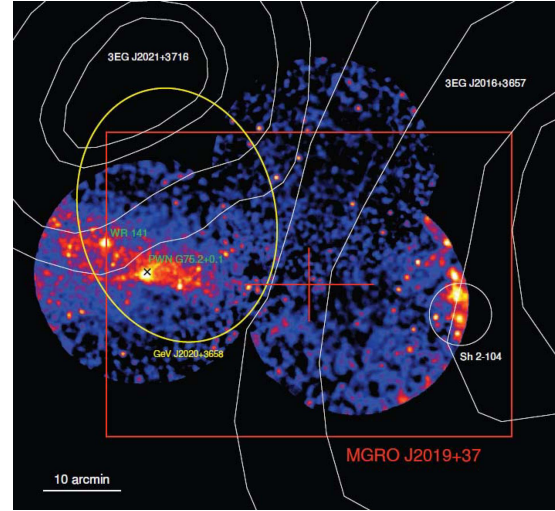 3EG J2021+3716
3EG J2016+3657
WR 141
PWN G75.2+0.1
GeV J2020+3658
Sh 2-104
MGRO J2019+37
10 arcmin